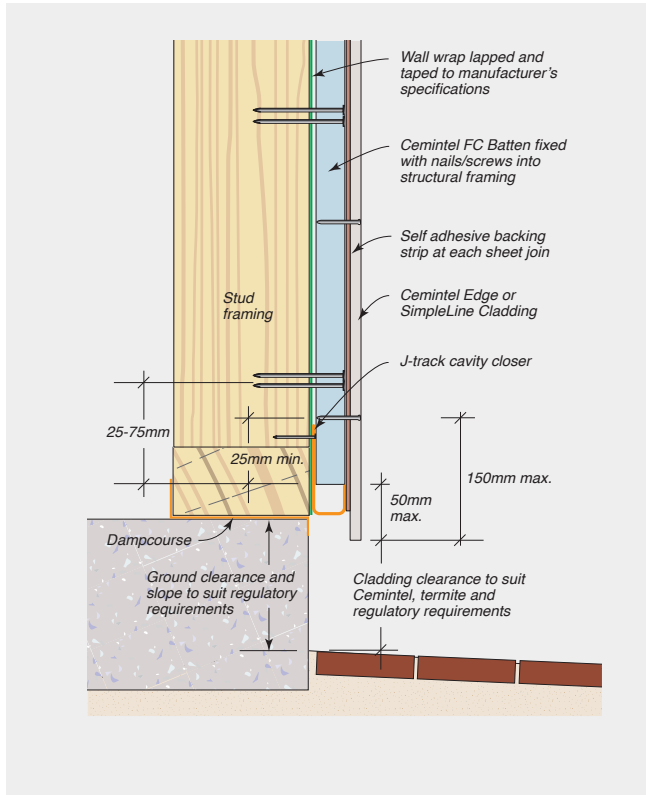 Wall wrap lapped and
taped to manufacturer's
specifications
Cemintel FC Batten fixed
with nails/screws into
structural framing
Self adhesive backing
strip at each sheet join
Stud
framing
Cemintel Edge or
SimpleLine Cladding
J-track cavity closer
25-75mm
25mm min.
150mm max.
50mm
max.
Dampcourse
Ground clearance and
slope to suit regulatory
requirements
Cladding clearance to suit
Cemintel, termite and
regulatory requirements